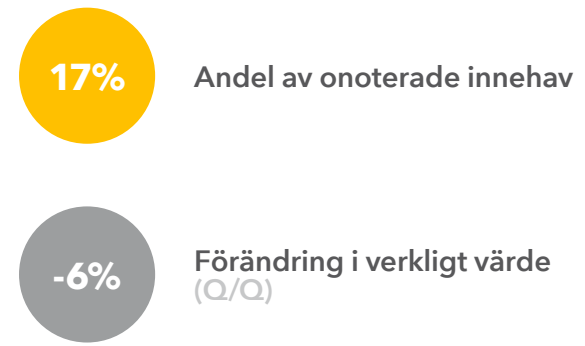 17%
Andel av onoterade innehav
-6%
Förändring i verkligt värde
(Q/Q)